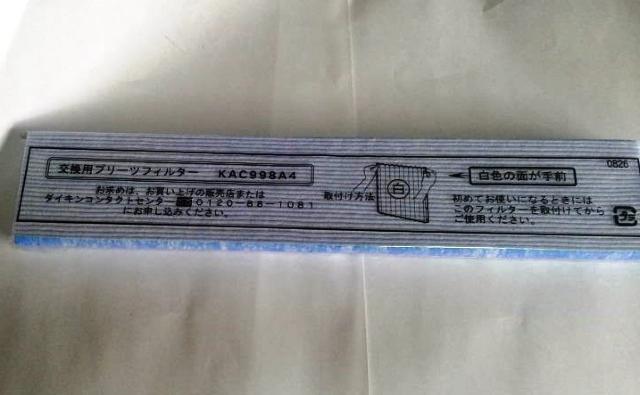 交換用プリーツフィルター KAC998A4
お求めは、お買い上げの販売店または
ダイキンコンタクトセンター 0120-88-1081
にお申し込みください。
取付け方法
白
白色の面が手前
0826
初めてお使いになるときには
このフィルターを取付けてから
ご使用ください。
プラ